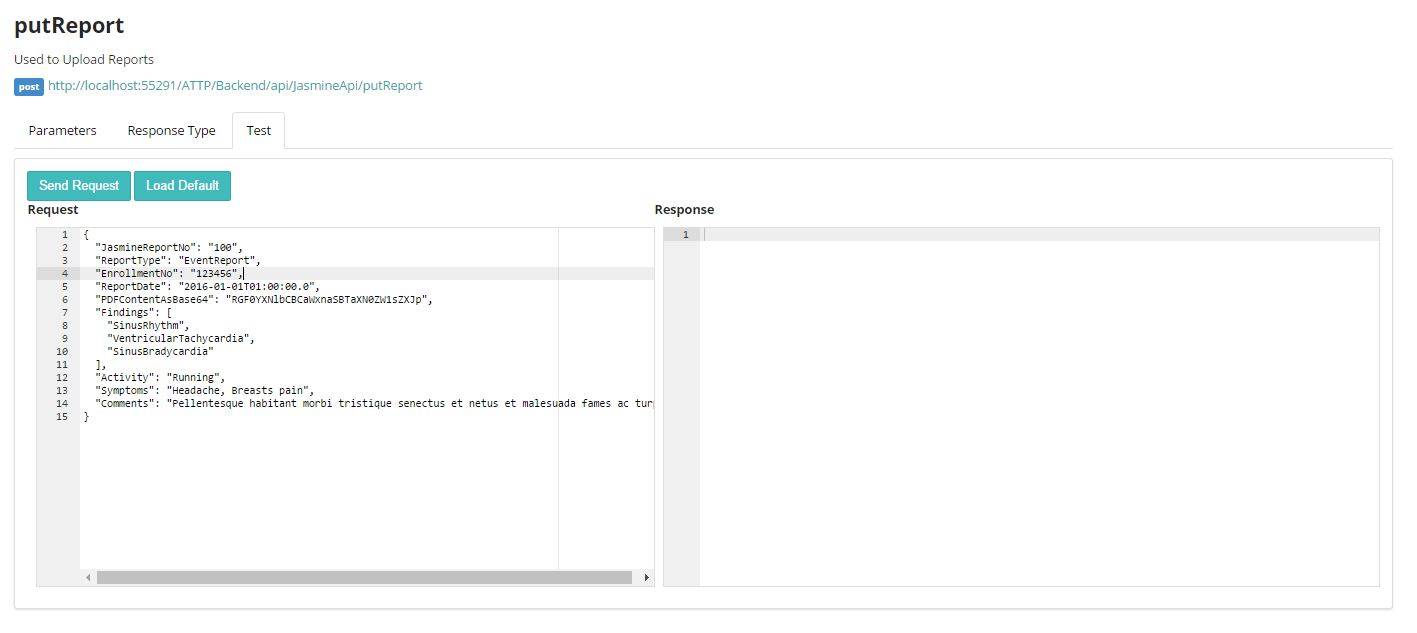 putReport
Used to Upload Reports
post http://localhost:55291/ATTP/Backend/api/JasmineApi/putReport
Parameters Response Type Test
Send Request Load Default
Request Response
1 { 1
2 "JasmineReportNo": "100",
3 "ReportType": "EventReport",
4 "EnrollmentNo": "123456",
5 "ReportDate": "2016-01-01T01:00:00.0",
6 "PDFContentAsBase64": "RGF0YXNlbCBCaWxnaSBTaXN0ZW1sZXJp",
7 "Findings": [
8 "SinusRhythm",
9 "VentricularTachycardia",
10 "SinusBradycardia"
11 ],
12 "Activity": "Running",
13 "Symptoms": "Headache, Breasts pain",
14 "Comments": "Pellentesque habitant morbi tristique senectus et netus et malesuada fames ac tur
15 }